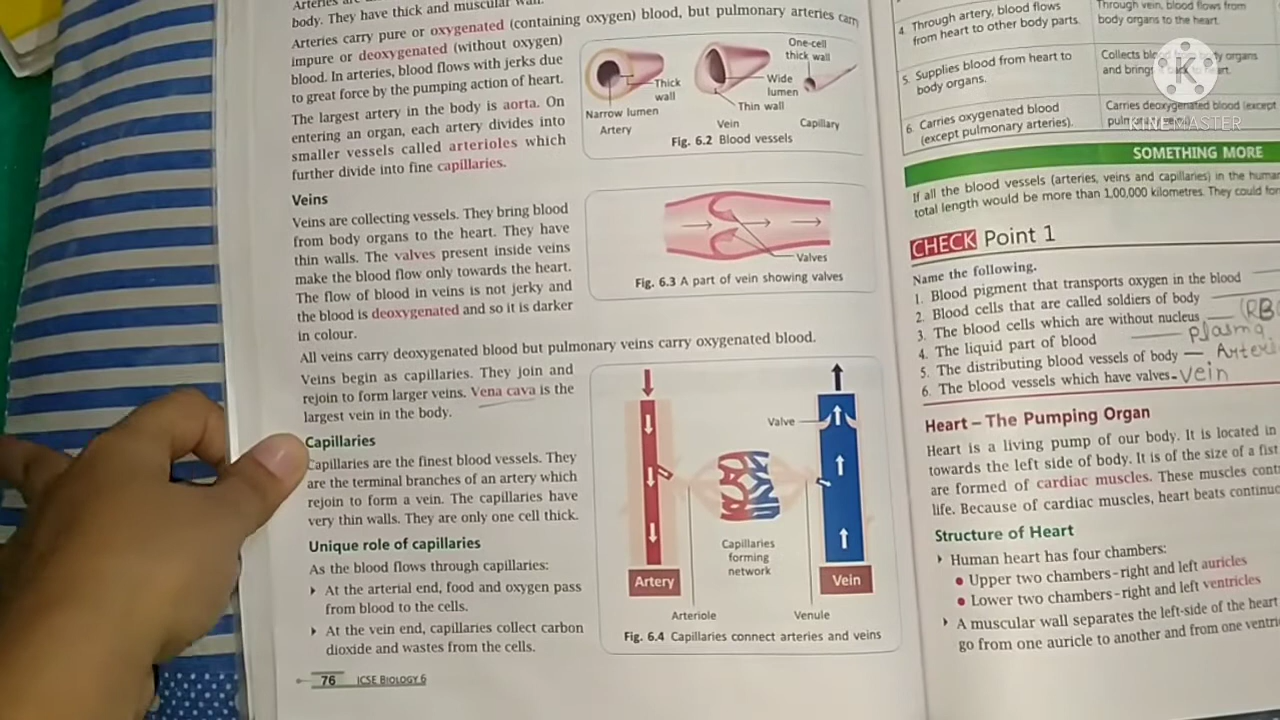 body. They have thick and muscular wall.
Arteries carry pure or oxygenated (containing oxygen) blood, but pulmonary arteries carry
impure or deoxygenated (without oxygen)
blood. In arteries, blood flows with jerks due
to great force by the pumping action of heart.
The largest artery in the body is aorta. On
entering an organ, each artery divides into
smaller vessels called arterioles which
further divide into fine capillaries.
Thick
wall
Narrow lumen
Artery
Wide
lumen
Thin wall
Vein
One-cell
thick wall
Capillary
Fig. 6.2 Blood vessels
Veins
Veins are collecting vessels. They bring blood
from body organs to the heart. They have
thin walls. The valves present inside veins
make the blood flow only towards the heart.
The flow of blood in veins is not jerky and
the blood is deoxygenated and so it is darker
in colour.
Valves
Fig. 6.3 A part of vein showing valves
All veins carry deoxygenated blood but pulmonary veins carry oxygenated blood.
Veins begin as capillaries. They join and
rejoin to form larger veins. Vena cava is the
largest vein in the body.
Capillaries
Capillaries are the finest blood vessels. They
are the terminal branches of an artery which
rejoin to form a vein. The capillaries have
very thin walls. They are only one cell thick.
Unique role of capillaries
As the blood flows through capillaries:
At the arterial end, food and oxygen pass
from blood to the cells.
At the vein end, capillaries collect carbon
dioxide and wastes from the cells.
Valve
Capillaries
forming
network
Artery
Vein
Arteriole
Venule
Fig. 6.4 Capillaries connect arteries and veins
76 ICSE BIOLOGY 6
4. Through artery, blood flows
from heart to other body parts.
Through vein, blood flows from
body organs to the heart.
5. Supplies blood from heart to
body organs.
Collects blood from body organs
and brings it back to heart.
6. Carries oxygenated blood
(except pulmonary arteries).
Carries deoxygenated blood (except
KINEMASTER
SOMETHING MORE
If all the blood vessels (arteries, veins and capillaries) in the human
total length would be more than 1,00,000 kilometres. They could
CHECK Point 1
Name the following.
1. Blood pigment that transports oxygen in the blood
2. Blood cells that are called soldiers of body
3. The blood cells which are without nucleus (RB
4. The liquid part of blood plasma
5. The distributing blood vessels of body — Arteri
6. The blood vessels which have valves - vein
Heart – The Pumping Organ
Heart is a living pump of our body. It is located in
towards the left side of body. It is of the size of a fist
are formed of cardiac muscles. These muscles cont
life. Because of cardiac muscles, heart beats continuo
Structure of Heart
Human heart has four chambers:
Upper two chambers – right and left auricles
Lower two chambers – right and left ventricles
A muscular wall separates the left-side of the heart
go from one auricle to another and from one ventri